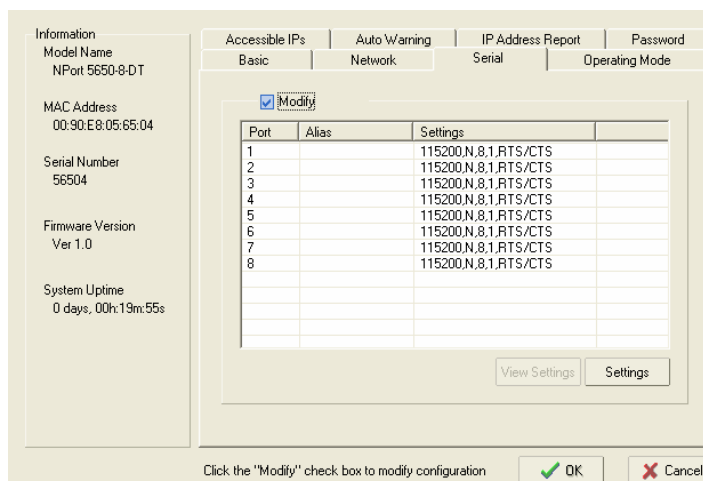 Information
Model Name
NPort 5650-8-DT
MAC Address
00:90:E8:05:65:04
Serial Number
56504
Firmware Version
Ver 1.0
System Uptime
0 days, 00h:19m:55s
Accessible IPs Auto Warning IP Address Report Password
Basic Network Serial Operating Mode
Modify
Port Alias Settings
1 115200,N,8,1,RTS/CTS
2 115200,N,8,1,RTS/CTS
3 115200,N,8,1,RTS/CTS
4 115200,N,8,1,RTS/CTS
5 115200,N,8,1,RTS/CTS
6 115200,N,8,1,RTS/CTS
7 115200,N,8,1,RTS/CTS
8 115200,N,8,1,RTS/CTS
View Settings Settings
Click the "Modify" check box to modify configuration OK Cancel